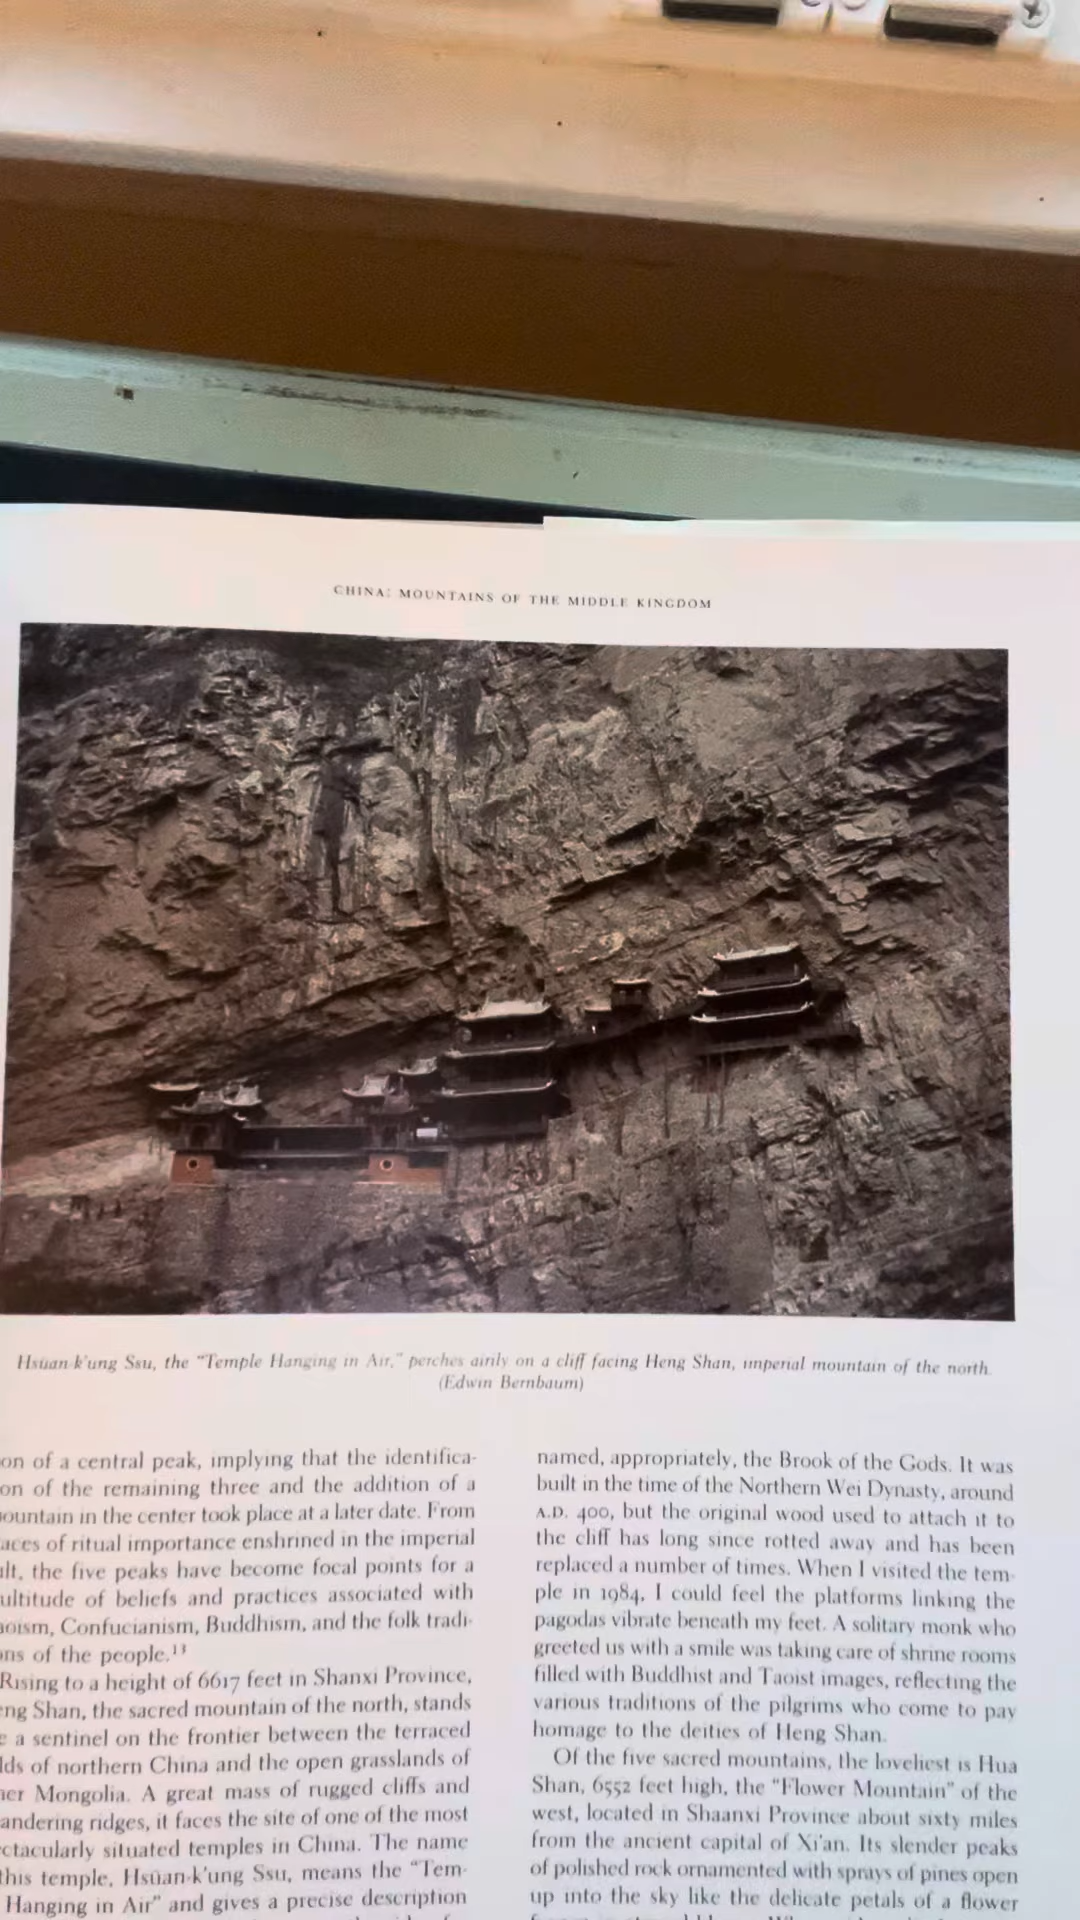 CHINA: MOUNTAINS OF THE MIDDLE KINGDOM
Hsüan-k'ung Ssu, the "Temple Hanging in Air," perches airily on a cliff facing Heng Shan, imperial mountain of the north.
(Edwin Bernbaum)
on of a central peak, implying that the identifica-
on of the remaining three and the addition of a
ountain in the center took place at a later date. From
aces of ritual importance enshrined in the imperial
ult, the five peaks have become focal points for a
ultitude of beliefs and practices associated with
aoism, Confucianism, Buddhism, and the folk tradi-
ons of the people.¹³
Rising to a height of 6617 feet in Shanxi Province,
eng Shan, the sacred mountain of the north, stands
e a sentinel on the frontier between the terraced
lds of northern China and the open grasslands of
ner Mongolia. A great mass of rugged cliffs and
andering ridges, it faces the site of one of the most
ctacularly situated temples in China. The name
this temple, Hsüan-k'ung Ssu, means the "Tem-
Hanging in Air" and gives a precise description
named, appropriately, the Brook of the Gods. It was
built in the time of the Northern Wei Dynasty, around
A.D. 400, but the original wood used to attach it to
the cliff has long since rotted away and has been
replaced a number of times. When I visited the tem-
ple in 1984, I could feel the platforms linking the
pagodas vibrate beneath my feet. A solitary monk who
greeted us with a smile was taking care of shrine rooms
filled with Buddhist and Taoist images, reflecting the
various traditions of the pilgrims who come to pay
homage to the deities of Heng Shan.
Of the five sacred mountains, the loveliest is Hua
Shan, 6552 feet high, the "Flower Mountain" of the
west, located in Shaanxi Province about sixty miles
from the ancient capital of Xi'an. Its slender peaks
of polished rock ornamented with sprays of pines open
up into the sky like the delicate petals of a flower